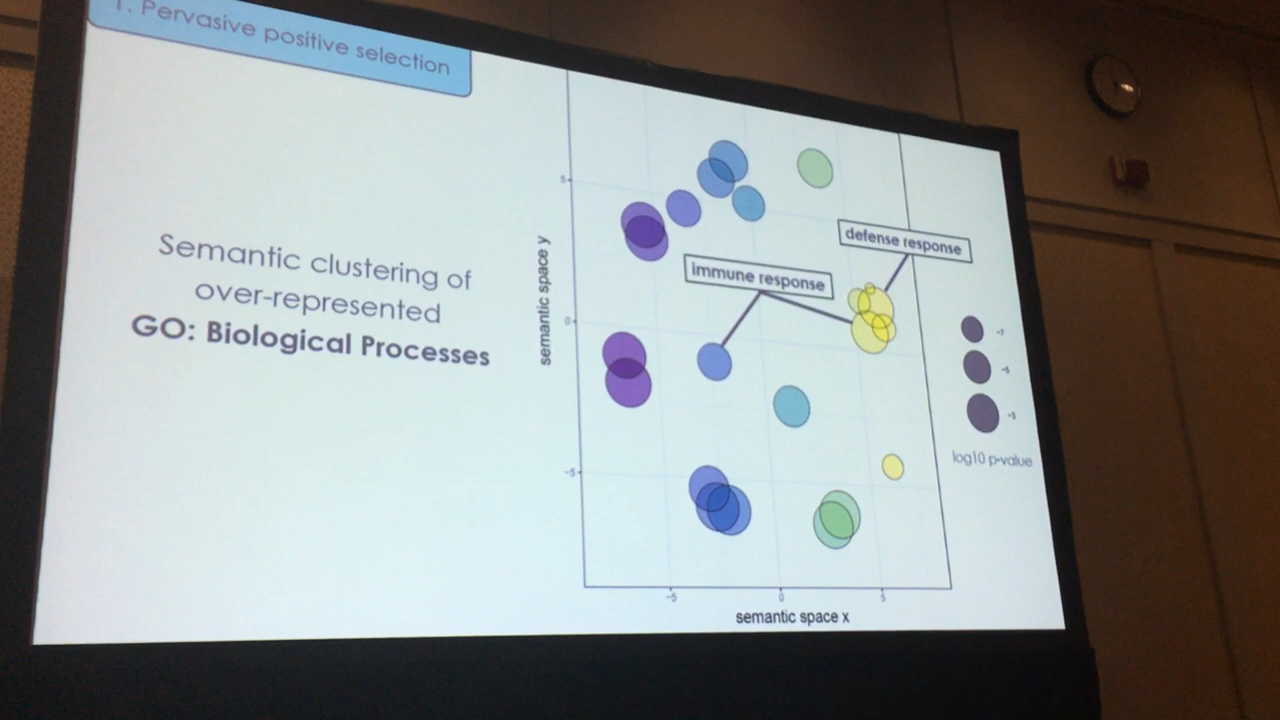 1. Pervasive positive selection
Semantic clustering of
over-represented
GO: Biological Processes
semantic space y
5
0
-5
immune response
defense response
-5
0
5
semantic space x
-7
-5
-3
log10 p-value